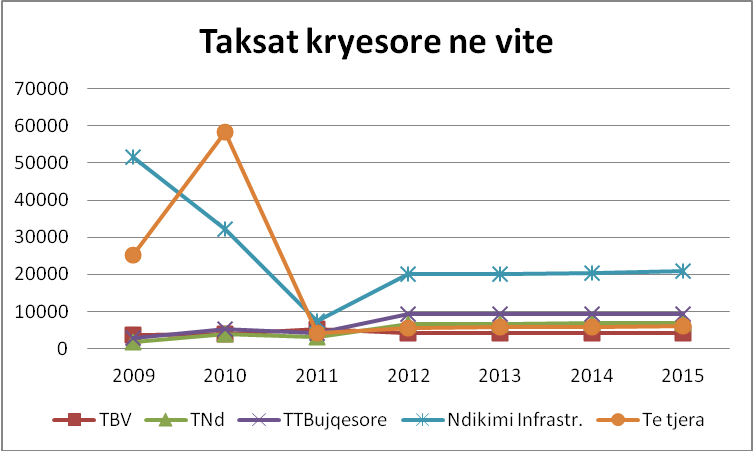 Taksat kryesore ne vite
70000
60000
50000
40000
30000
20000
10000
0
2009 2010 2011 2012 2013 2014 2015
TBV TNd TTBujqesore Ndikimi Infrastr. Te tjera